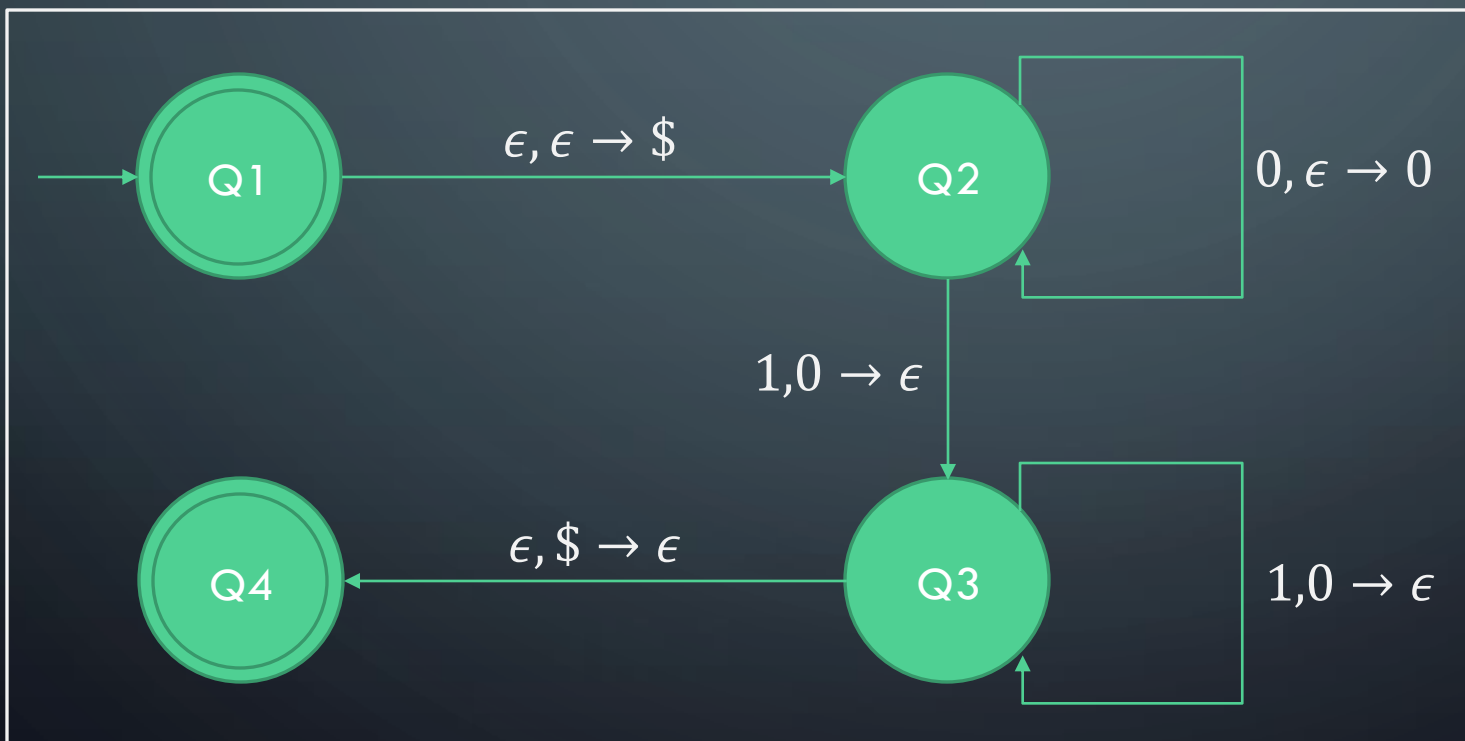 Q1
ϵ, ϵ → $
Q2
0, ϵ → 0
1,0 → ϵ
Q4
ϵ, $ → ϵ
Q3
1,0 → ϵ